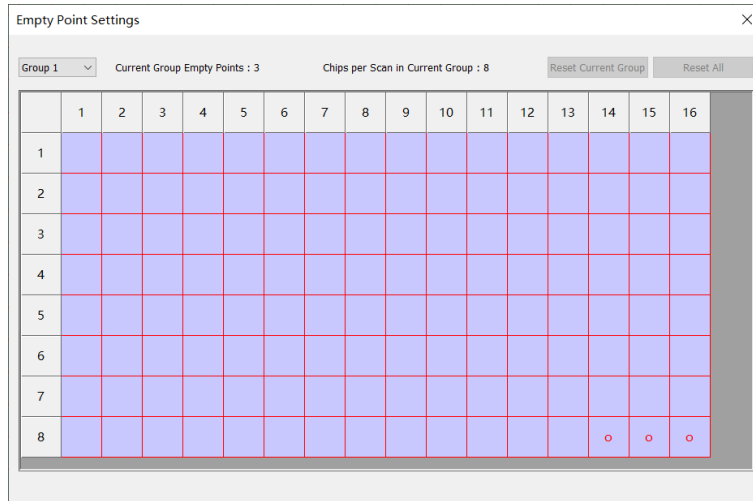 Empty Point Settings
Group 1 Current Group Empty Points : 3 Chips per Scan in Current Group : 8 Reset Current Group Reset All
1 2 3 4 5 6 7 8 9 10 11 12 13 14 15 16
1
2
3
4
5
6
7
8 o o o